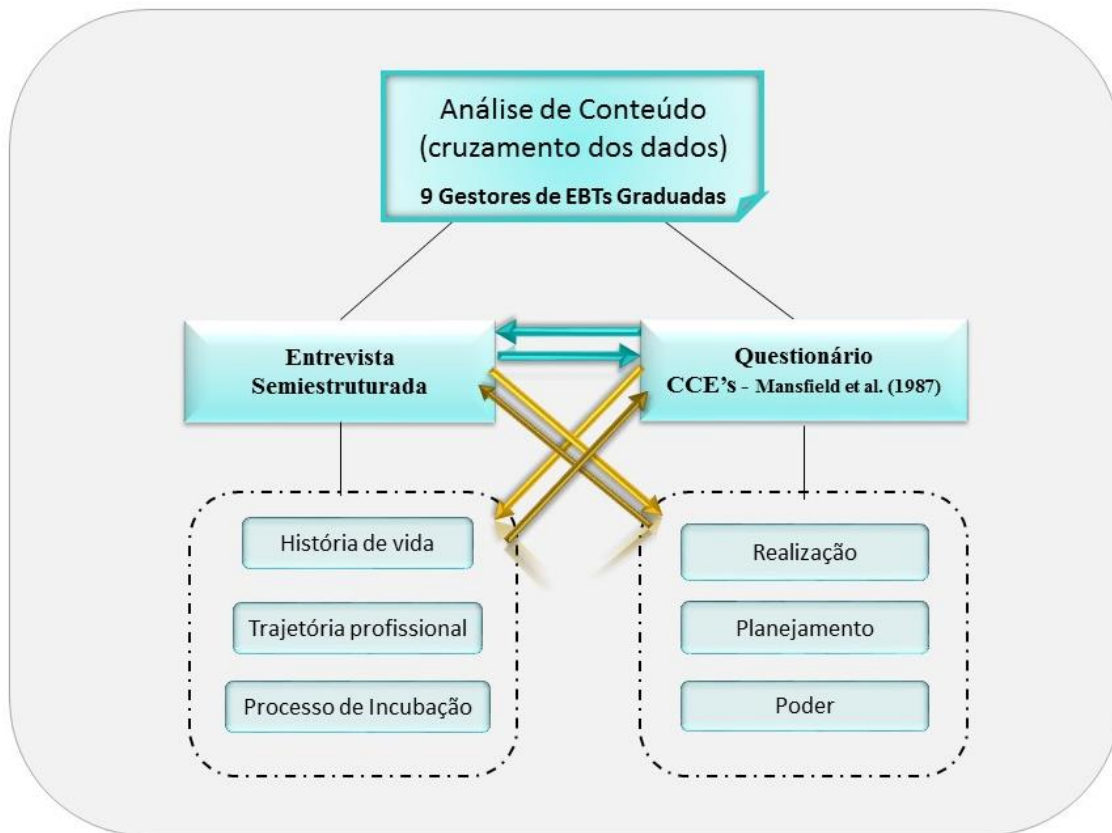 Análise de Conteúdo
(cruzamento dos dados)
9 Gestores de EBTs Graduadas
Entrevista
Semiestruturada
Questionário
CCE’s - Mansfield et al. (1987)
História de vida
Trajetória profissional
Processo de Incubação
Realização
Planejamento
Poder